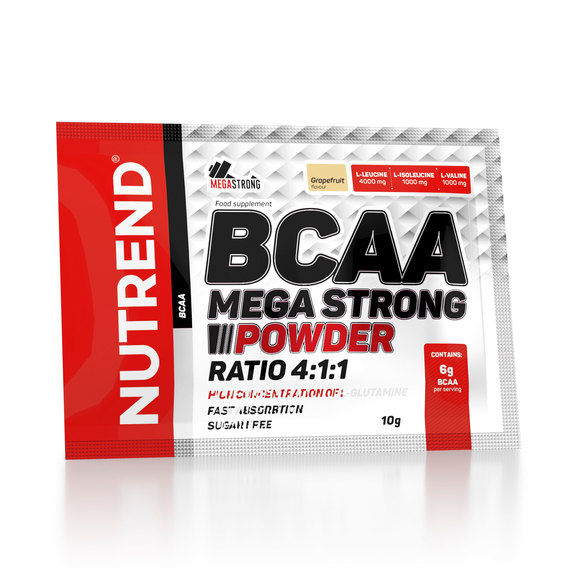 NUTREND®
BCAA
MEGASTRONG
Grapefruit
flavour
L-LEUCINE
4000 mg
L-ISOLEUCINE
1000 mg
L-VALINE
1000 mg
Food supplement
BCAA
MEGA STRONG
POWDER
RATIO 4:1:1
HIGH CONCENTRATION OF L-GLUTAMINE
FAST ABSORBTION
SUGAR FREE
10g
CONTAINS:
6g
BCAA
per serving